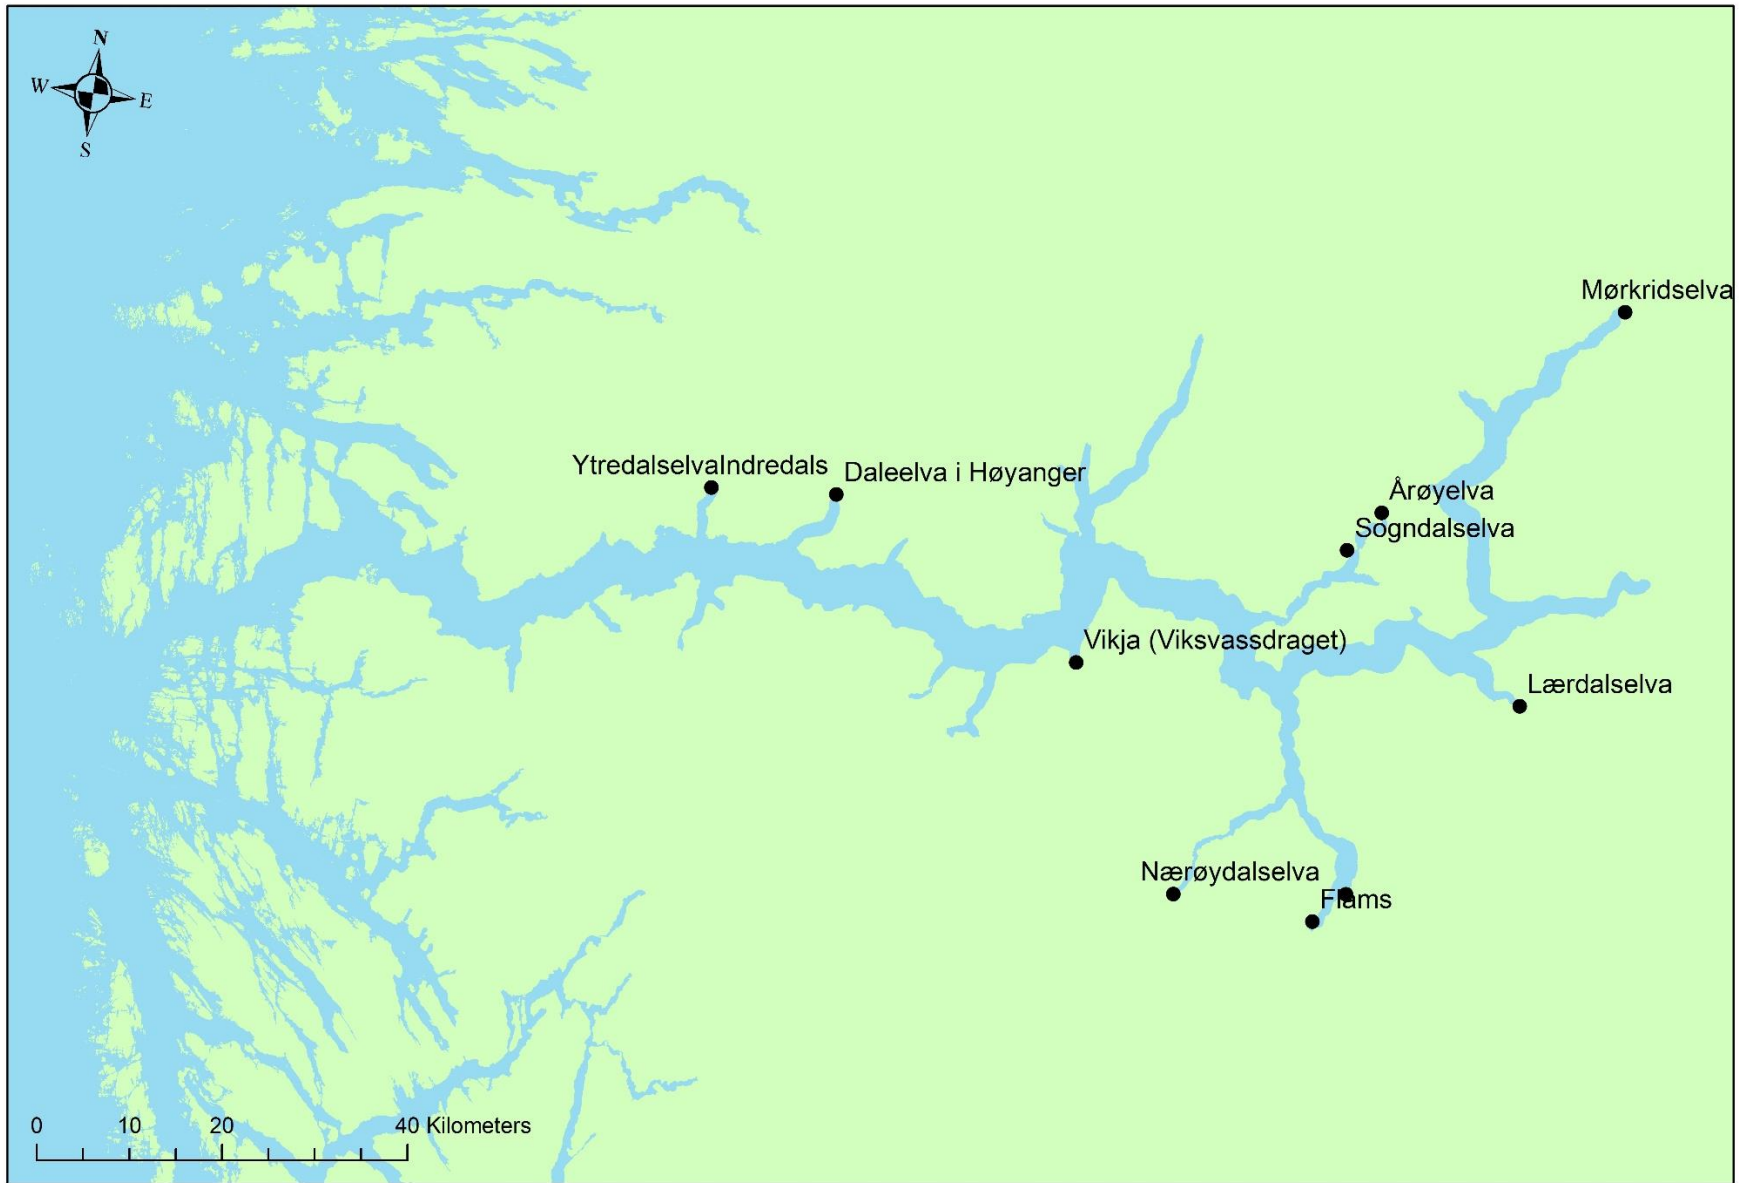 N
W
E
S
Mørkridselva
YtredalselvaIndredals
Daleelva i Høyanger
Årøyelva
Sogndalselva
Vikja (Viksvassdraget)
Lærdalselva
Nærøydalselva
Flåms
0 10 20 40 Kilometers